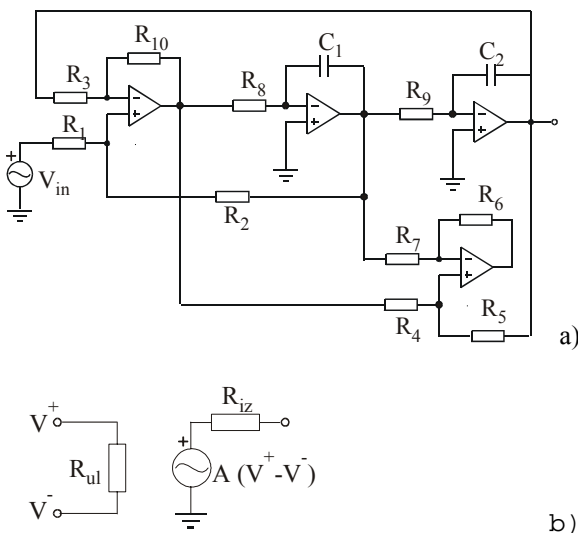 R10
C1
C2
R3
R8
R9
R1
Vin
R2
R6
R7
R4
R5
a)
Riz
V+
Rul
A (V+-V-)
V-
b)